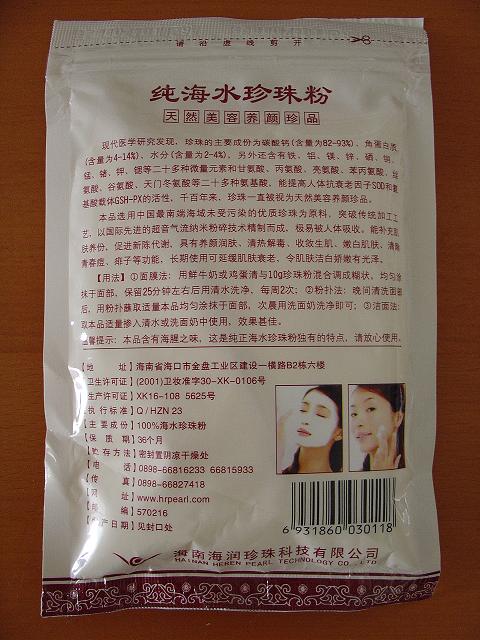 请沿虚线剪开
纯海水珍珠粉
天然美容养颜珍品
现代医学研究发现，珍珠的主要成份为碳酸钙(含量为82-93%)、角蛋白质
(含量为4-14%)、水分(含量为2-4%)，另外还含有铁、铝、镁、锌、硒、铜、
锰、锗、钾、锶等二十多种微量元素和甘氨酸、丙氨酸、亮氨酸、苯丙氨酸、
氨酸、谷氨酸、天门冬氨酸等二十多种氨基酸，能提高人体抗衰老因子SOD和
酸载体GSH-PX的活性，千百年来，珍珠一直被视为天然美容养颜珍品。
本品选用中国最南端海域未受污染的优质珍珠为原料，突破传统加工工
艺，以国际先进的超音气流纳米粉碎技术精制而成，极易被人体吸收。能补充肌
肤养份，促进新陈代谢，具有养颜润肤、清热解毒、收敛生肌、嫩白肌肤、清除
青春痘、痱子等功能，长期使用可延缓肌肤衰老、令肌肤洁白娇嫩有光泽。
【用法】①面膜法：用鲜牛奶或鸡蛋清与10g珍珠粉混合调成糊状，均匀涂
抹于面部，保留25分钟左右后用清水洗净，每周2次；②粉扑法：晚间清洗面部
后，用粉扑蘸取适量本品均匀涂抹于面部，次晨用洗面奶洗净即可；③洁面法：
取本品适量掺入清水或洗面奶中使用，效果甚佳。
温馨提示：本品含有海腥之味，这是纯正海水珍珠粉独有的特点，请放心使用。
【地 址】海南省海口市金盘工业区建设一横路B2栋六楼
【卫生许可证】(2001)卫妆准字30-XK-0106号
【生产许可证】XK16-108 5625号
【执行标准】Q/HZN 23
【主要成份】100%海水珍珠粉
【保 质 期】36个月
【贮存方法】密封置阴凉干燥处
【电 话】0898-66816233 66815933
【传 真】0898-66827418
【网 址】www.hrpearl.com
【邮 编】570216
【生产日期】见封口处
6 931860 030118
海南海润珍珠科技有限公司
HAINAN HEREN PEARL TECHNOLOGY CO.,LTD